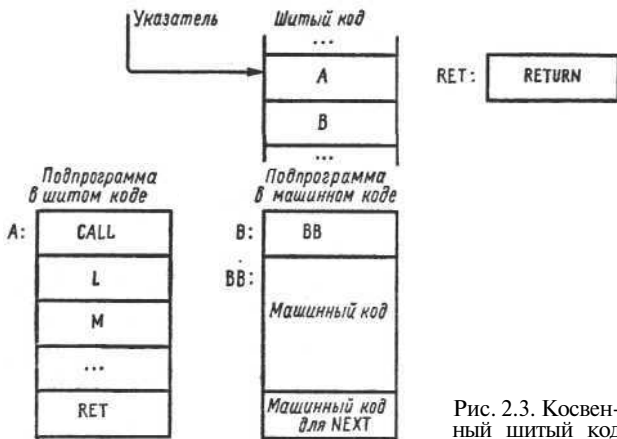 Указатель
Шитый код
...
A
RET:
RETURN
B
...
Подпрограмма
в шитом коде
A:
CALL
L
M
...
RET
Подпрограмма
в машинном коде
B:
BB
BB:
Машинный код
Машинный код
для NEXT
Рис. 2.3. Косвен-
ный шитый код